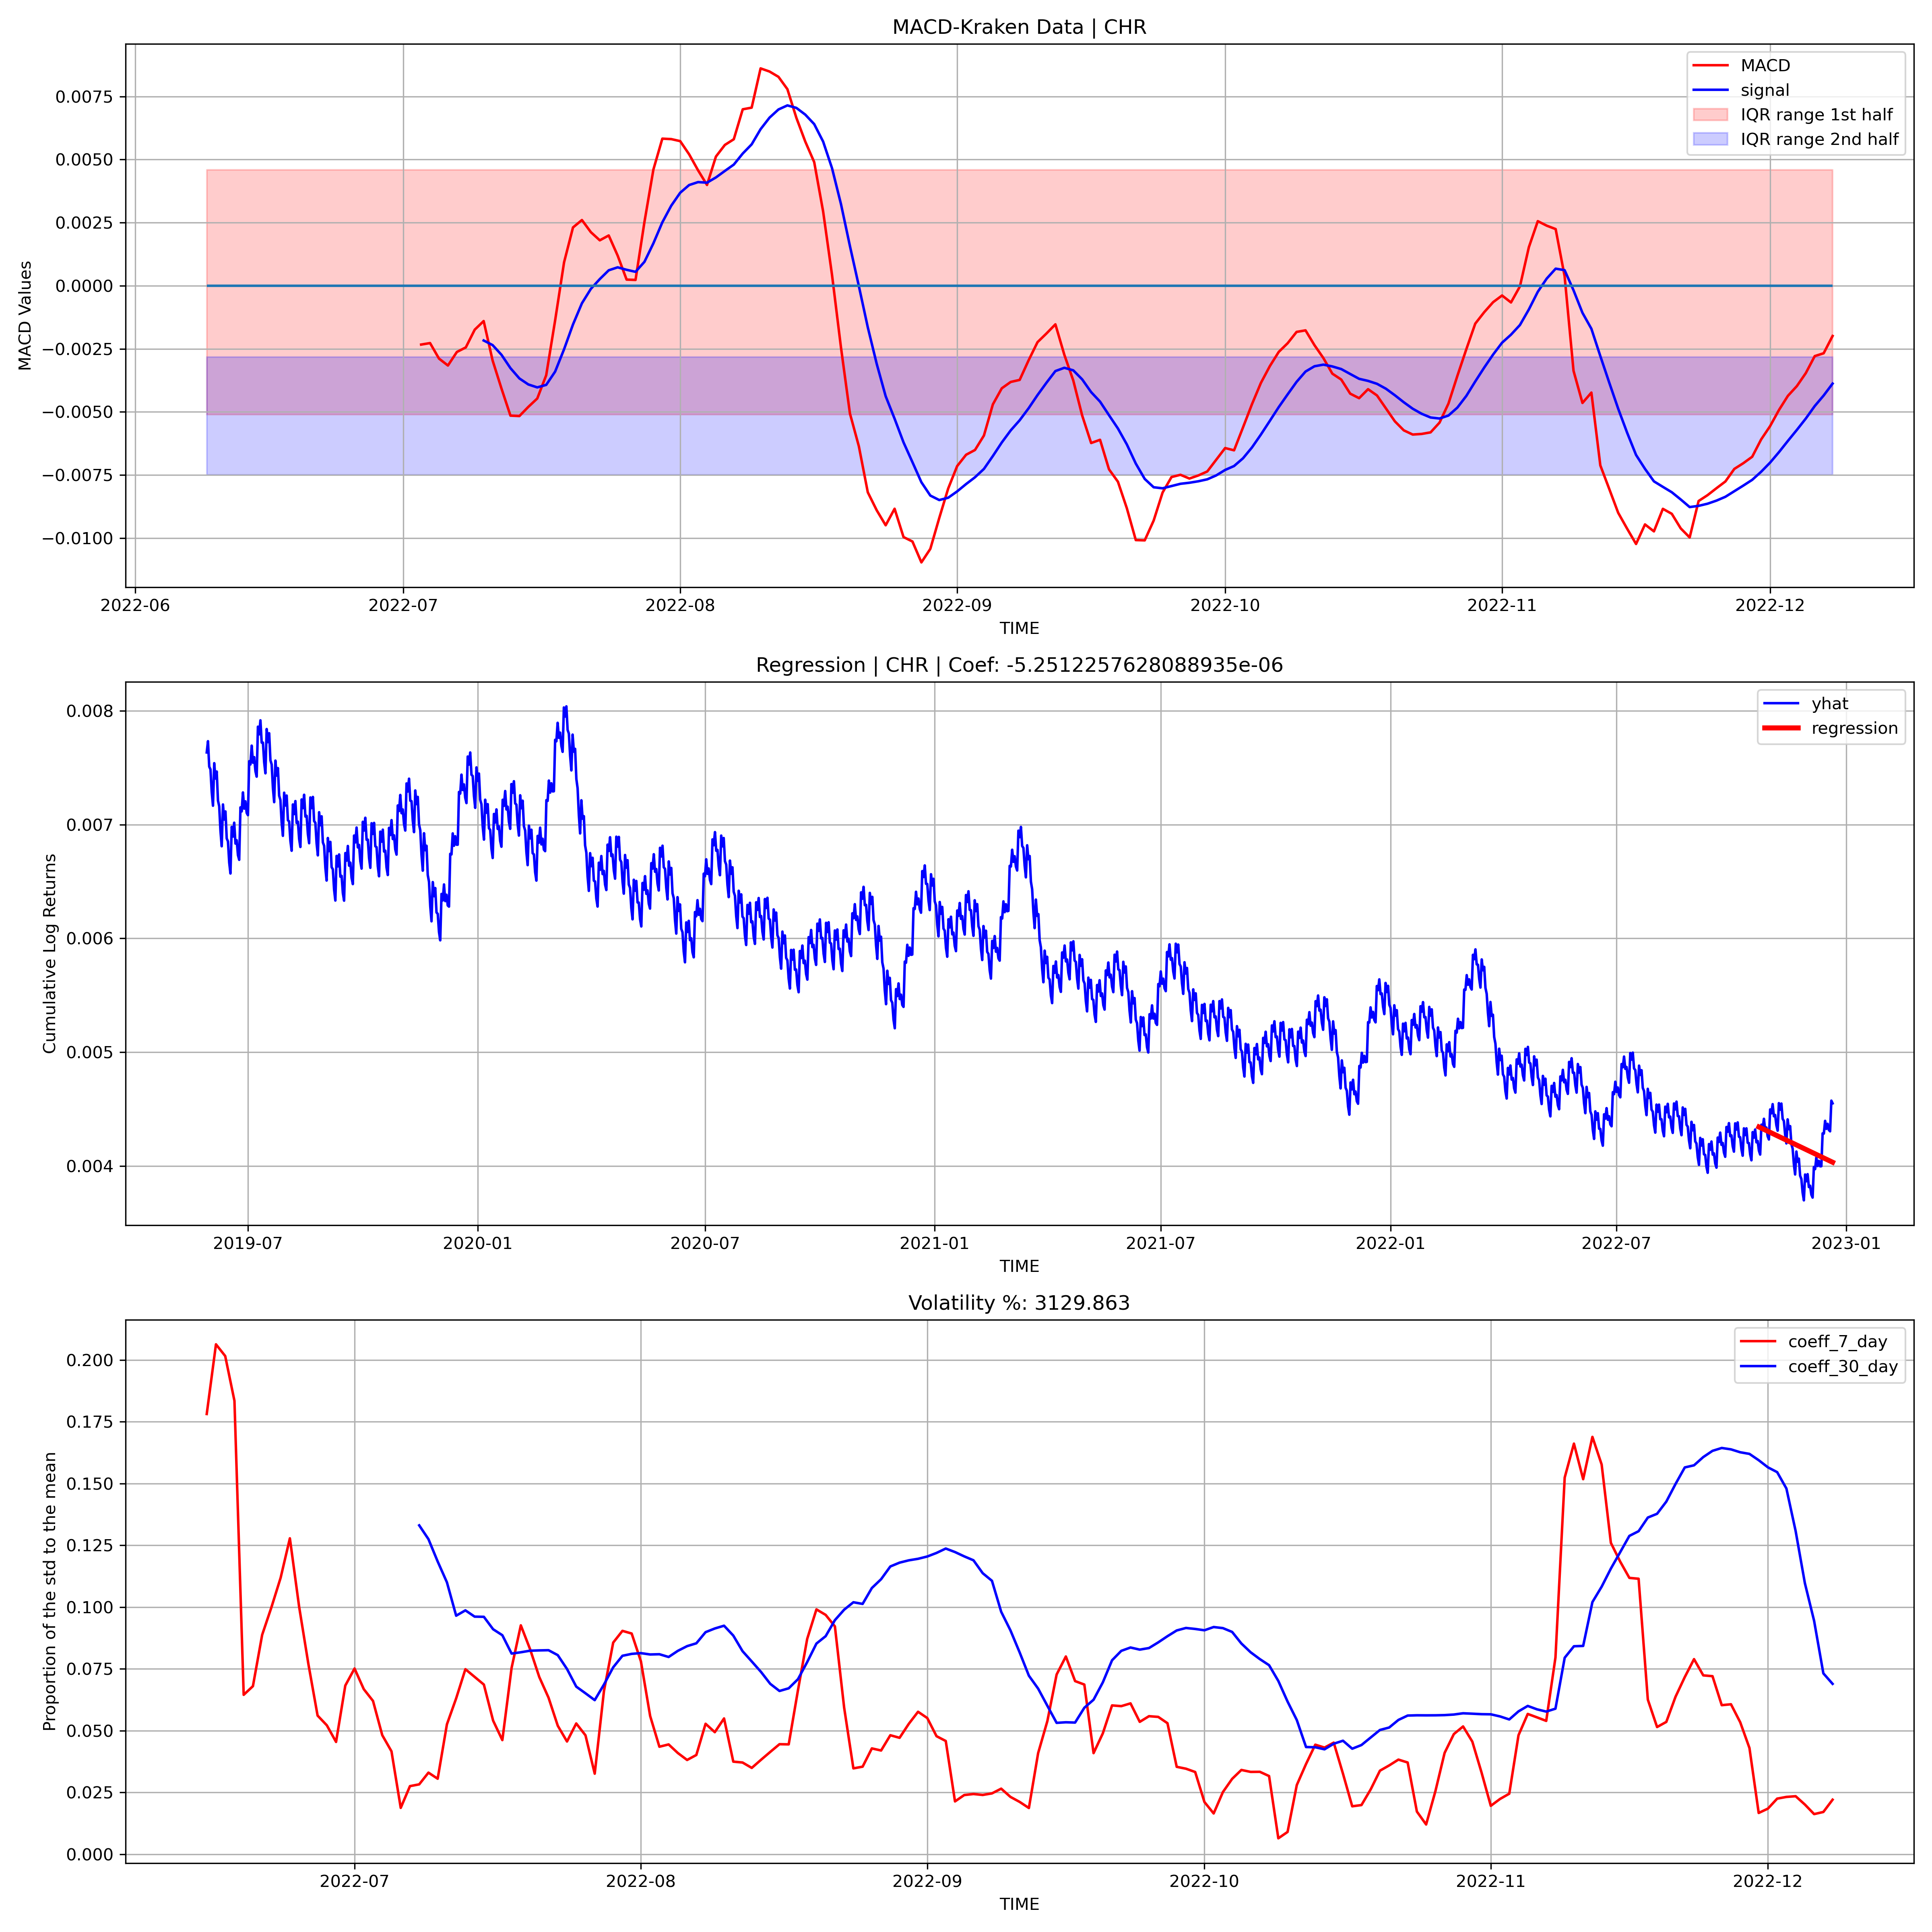 MACD-Kraken Data | CHR
MACD
signal
IQR range 1st half
IQR range 2nd half
MACD Values
0.0075
0.0050
0.0025
0.0000
−0.0025
−0.0050
−0.0075
−0.0100
2022-06 2022-07 2022-08 2022-09 2022-10 2022-11 2022-12
TIME
Regression | CHR | Coef: -5.2512257628088935e-06
yhat
regression
Cumulative Log Returns
0.008
0.007
0.006
0.005
0.004
2019-07 2020-01 2020-07 2021-01 2021-07 2022-01 2022-07 2023-01
TIME
Volatility %: 3129.863
coeff_7_day
coeff_30_day
Proportion of the std to the mean
0.200
0.175
0.150
0.125
0.100
0.075
0.050
0.025
0.000
2022-07 2022-08 2022-09 2022-10 2022-11 2022-12
TIME